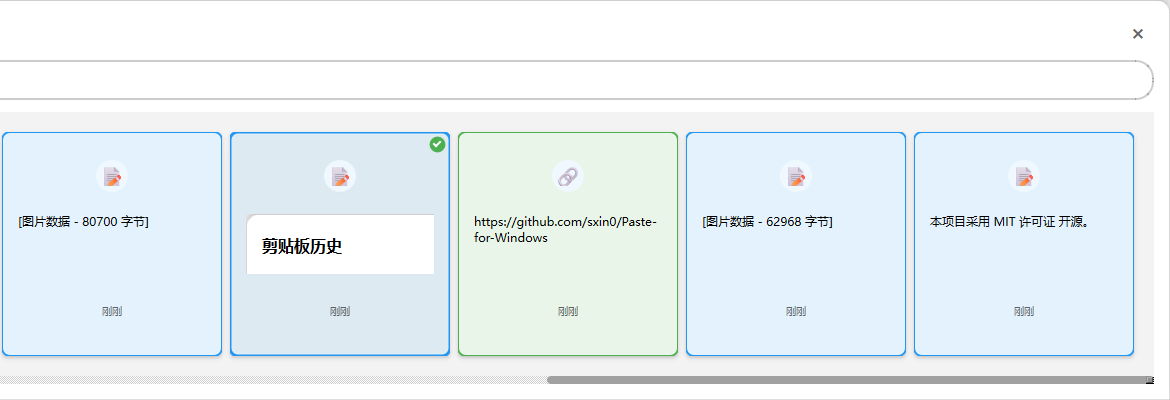 [图片数据 - 80700 字节]
刚刚
剪贴板历史
刚刚
https://github.com/sxin0/Paste-
for-Windows
刚刚
[图片数据 - 62968 字节]
刚刚
本项目采用 MIT 许可证 开源。
刚刚